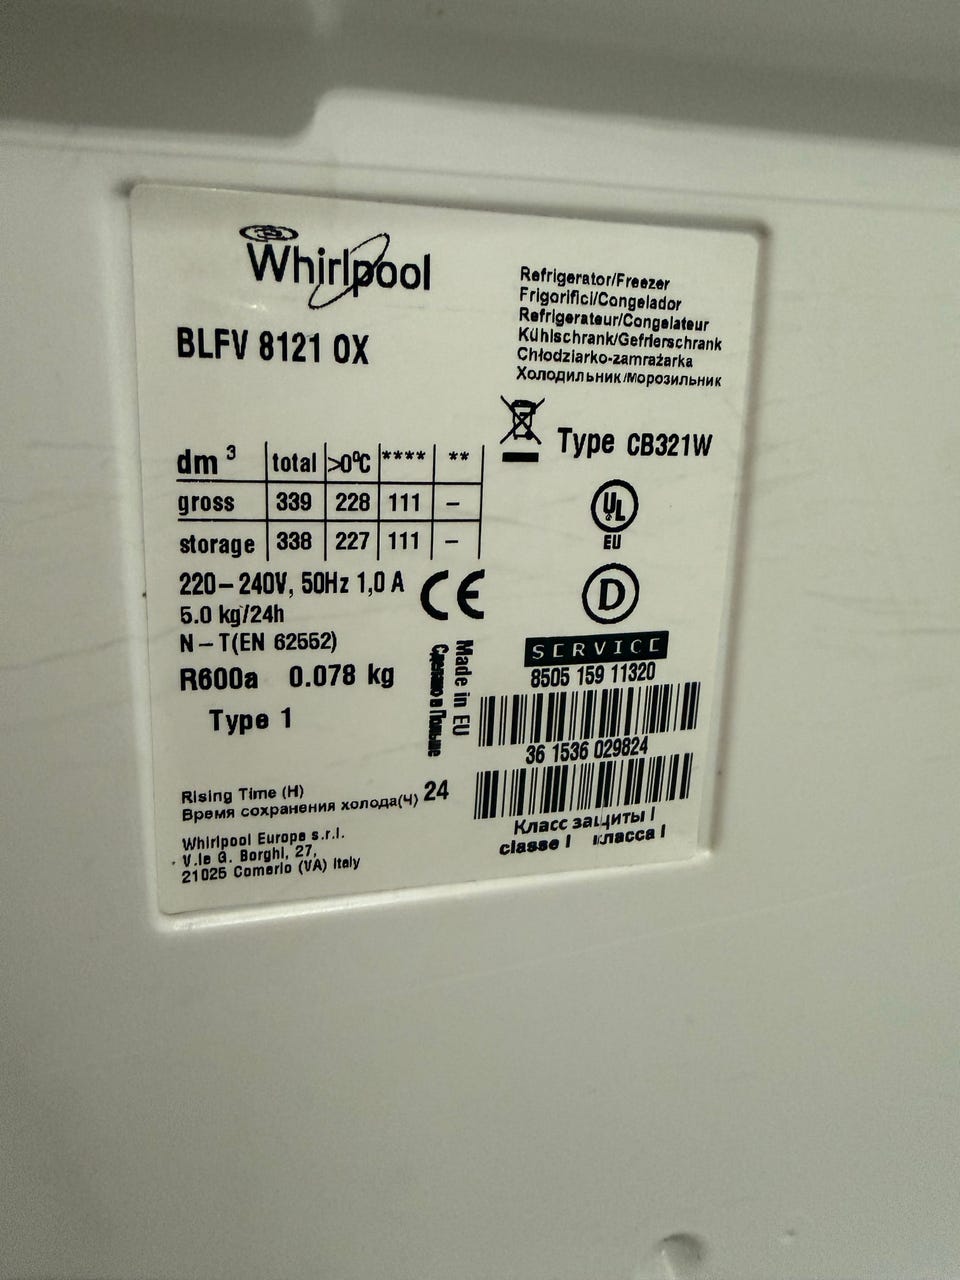 Whirlpool
BLFV 8121 OX
Refrigerator/Freezer
Frigorifici/Congelador
Refrigerateur/Congelateur
Kühlschrank/Gefrierschrank
Chłodziarko-zamrażarka
Холодильник/морозильник
Type CB321W
dm³ total >0°C **** **
gross 339 228 111 –
storage 338 227 111 –
UL
EU
D
220–240V, 50Hz 1,0 A
CE
5.0 kg/24h
N–T(EN 62552)
R600a 0.078 kg
Type 1
Made in EU
Сделано в Польше
SERVICE
8505 159 11320
36 1536 029824
Rising Time (H)
Время сохранения холода(Ч) 24
Класс защиты I
classe I класса I
Whirlpool Europe s.r.l.
V.le G. Borghi, 27,
21025 Comerio (VA) Italy